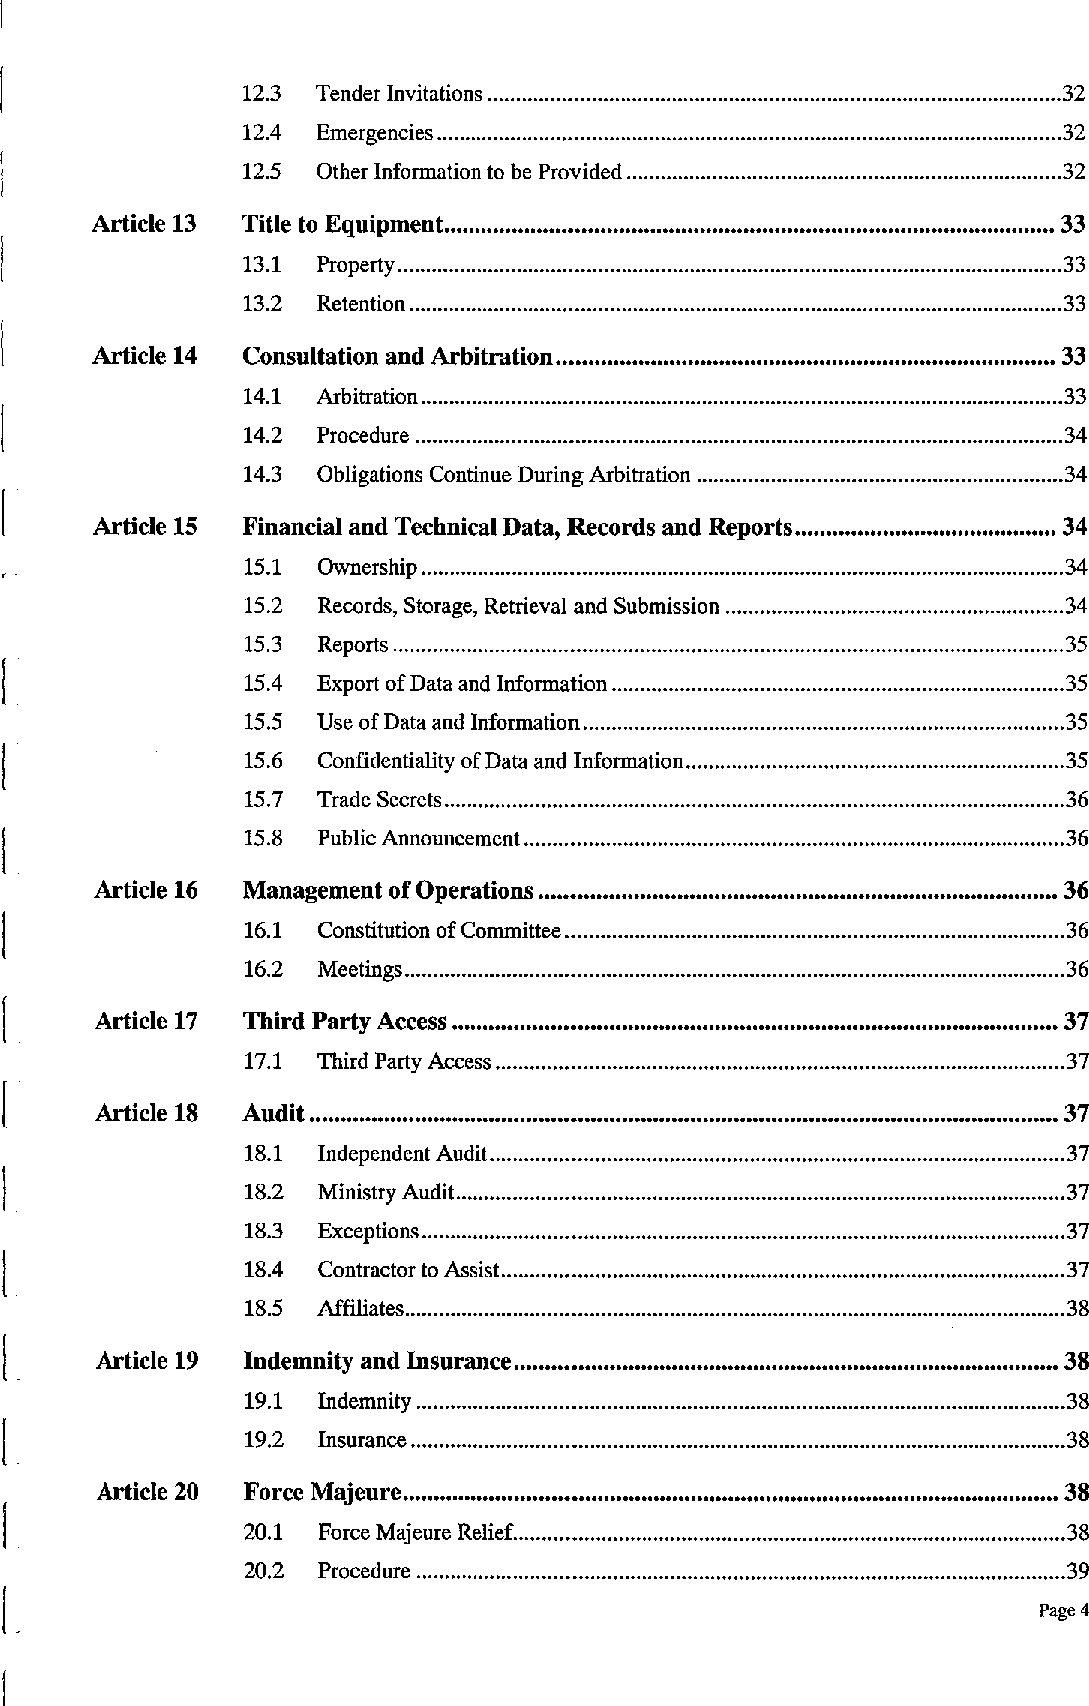 12.3 Tender Invitations ........ 32
12.4 Emergencies ........ 32
12.5 Other Information to be Provided ........ 32
Article 13 Title to Equipment ........ 33
13.1 Property ........ 33
13.2 Retention ........ 33
Article 14 Consultation and Arbitration ........ 33
14.1 Arbitration ........ 33
14.2 Procedure ........ 34
14.3 Obligations Continue During Arbitration ........ 34
Article 15 Financial and Technical Data, Records and Reports ........ 34
15.1 Ownership ........ 34
15.2 Records, Storage, Retrieval and Submission ........ 34
15.3 Reports ........ 35
15.4 Export of Data and Information ........ 35
15.5 Use of Data and Information ........ 35
15.6 Confidentiality of Data and Information ........ 35
15.7 Trade Secrets ........ 36
15.8 Public Announcement ........ 36
Article 16 Management of Operations ........ 36
16.1 Constitution of Committee ........ 36
16.2 Meetings ........ 36
Article 17 Third Party Access ........ 37
17.1 Third Party Access ........ 37
Article 18 Audit ........ 37
18.1 Independent Audit ........ 37
18.2 Ministry Audit ........ 37
18.3 Exceptions ........ 37
18.4 Contractor to Assist ........ 37
18.5 Affiliates ........ 38
Article 19 Indemnity and Insurance ........ 38
19.1 Indemnity ........ 38
19.2 Insurance ........ 38
Article 20 Force Majeure ........ 38
20.1 Force Majeure Relief ........ 38
20.2 Procedure ........ 39
Page 4